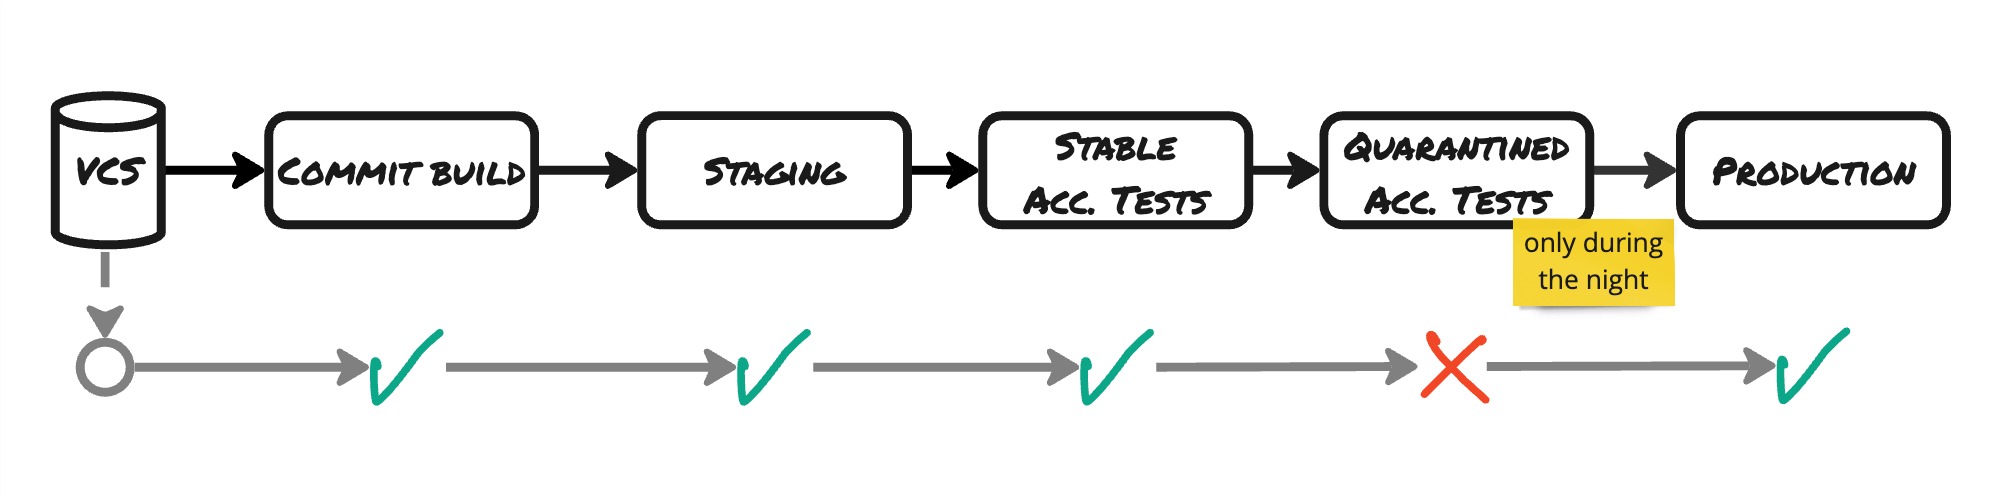 VCS
COMMIT BUILD
STAGING
STABLE
ACC. TESTS
QUARANTINED
ACC. TESTS
only during
the night
PRODUCTION